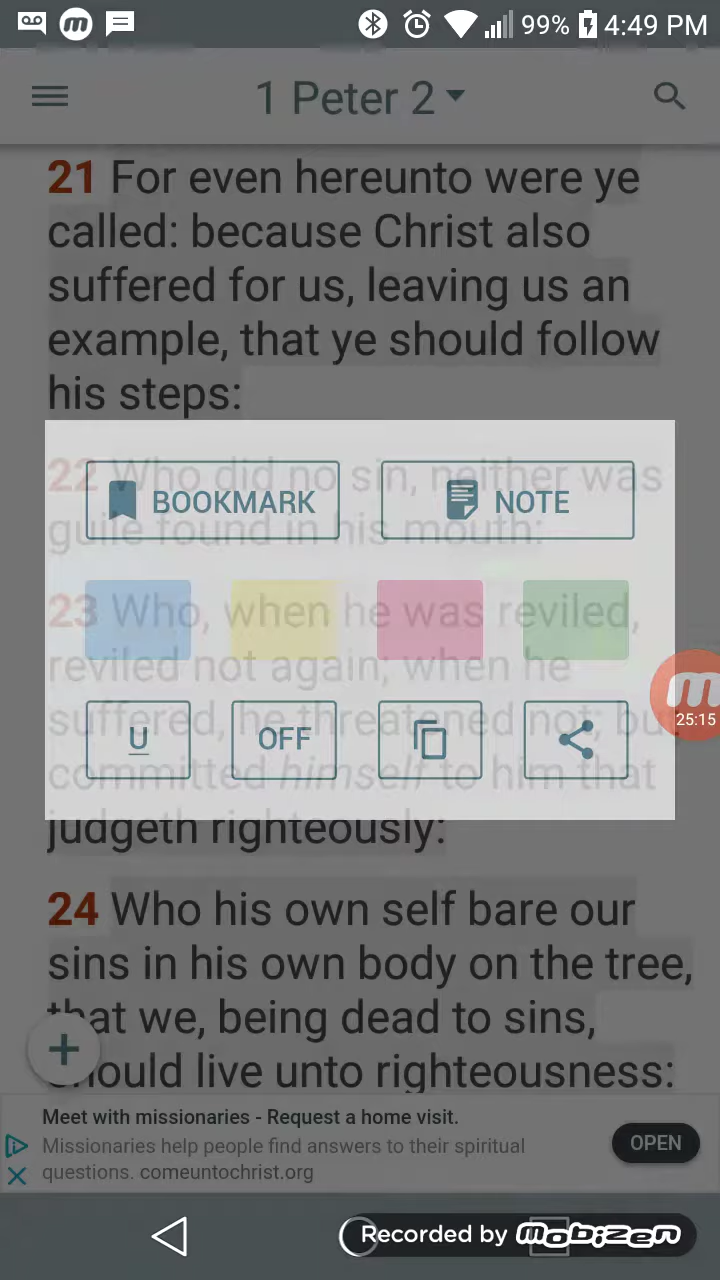 99% 4:49 PM
1 Peter 2
21 For even hereunto were ye
called: because Christ also
suffered for us, leaving us an
example, that ye should follow
his steps:
22 Who did no sin, neither was
BOOKMARK NOTE
guile found in his mouth:
23 Who, when he was reviled,
reviled not again; when he
suffered, he threatened not; but
U OFF
committed himself to him that
judgeth righteously:
24 Who his own self bare our
sins in his own body on the tree,
that we, being dead to sins,
should live unto righteousness:
m
25:15
+
Meet with missionaries - Request a home visit.
Missionaries help people find answers to their spiritual
questions. comeuntochrist.org
OPEN
Recorded by mobizen